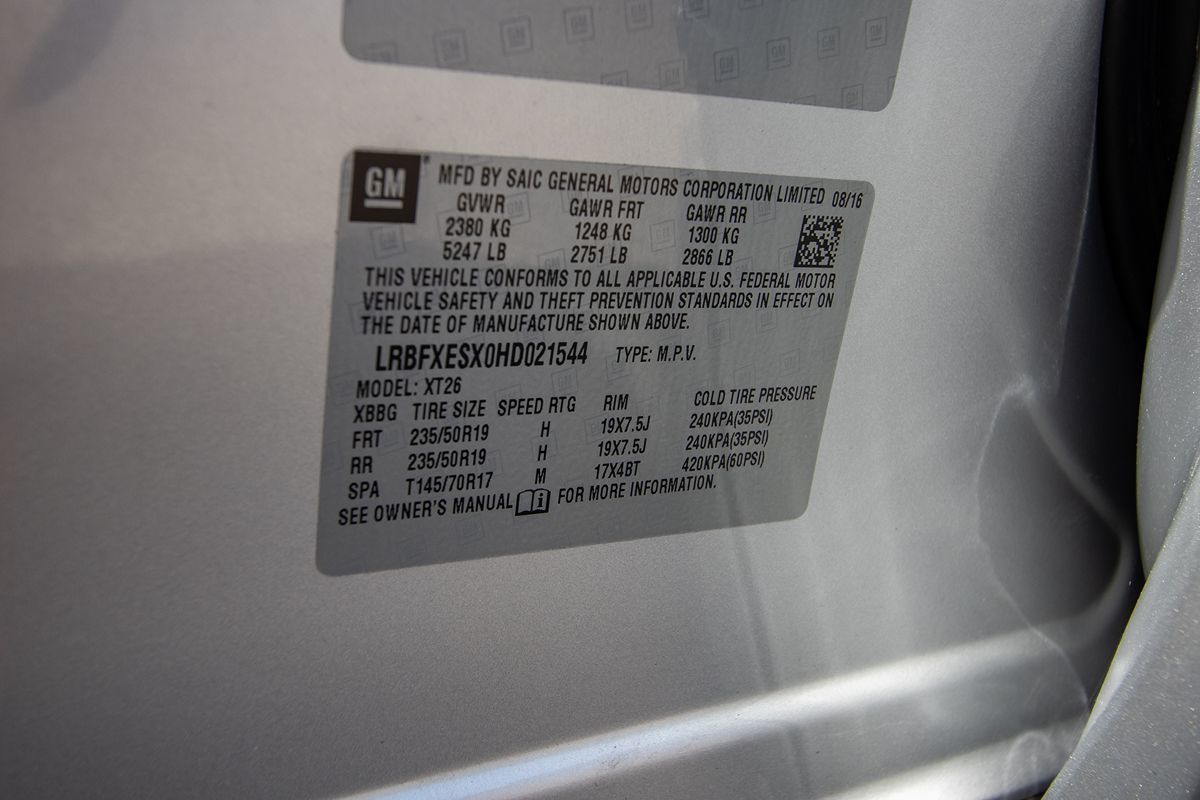 GM
MFD BY SAIC GENERAL MOTORS CORPORATION LIMITED 08/16
GVWR GAWR FRT GAWR RR
2380 KG 1248 KG 1300 KG
5247 LB 2751 LB 2866 LB
THIS VEHICLE CONFORMS TO ALL APPLICABLE U.S. FEDERAL MOTOR
VEHICLE SAFETY AND THEFT PREVENTION STANDARDS IN EFFECT ON
THE DATE OF MANUFACTURE SHOWN ABOVE.
LRBFXESX0HD021544 TYPE: M.P.V.
MODEL: XT26
XBBG TIRE SIZE SPEED RTG RIM COLD TIRE PRESSURE
FRT 235/50R19 H 19X7.5J 240KPA(35PSI)
RR 235/50R19 H 19X7.5J 240KPA(35PSI)
SPA T145/70R17 M 17X4BT 420KPA(60PSI)
SEE OWNER'S MANUAL i FOR MORE INFORMATION.